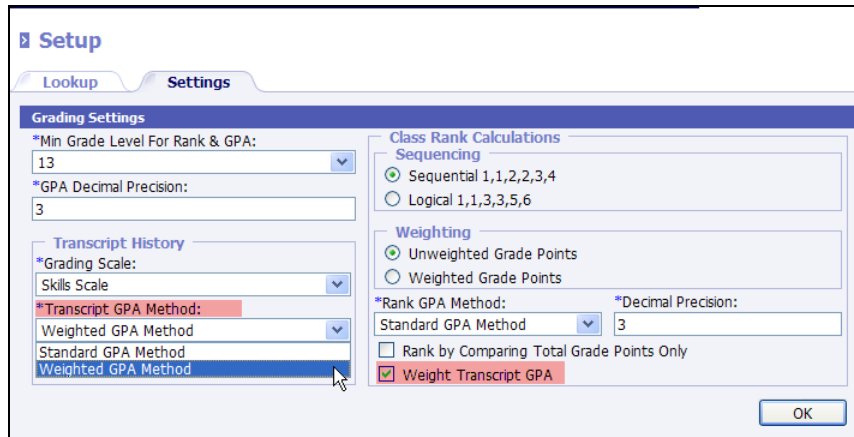 Setup
Lookup
Settings
Grading Settings
*Min Grade Level For Rank & GPA:
13
*GPA Decimal Precision:
3
Transcript History
*Grading Scale:
Skills Scale
*Transcript GPA Method:
Weighted GPA Method
Standard GPA Method
Weighted GPA Method
Class Rank Calculations
Sequencing
Sequential 1,1,2,2,3,4
Logical 1,1,3,3,5,6
Weighting
Unweighted Grade Points
Weighted Grade Points
*Rank GPA Method:
Standard GPA Method
*Decimal Precision:
3
Rank by Comparing Total Grade Points Only
Weight Transcript GPA
OK